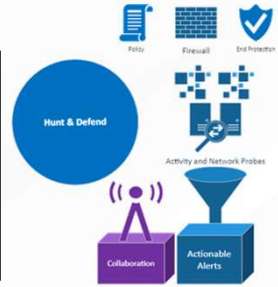 Policy
Firewall
End Protection
Hunt & Defend
Activity and Network Probes
Collaboration
Actionable
Alerts